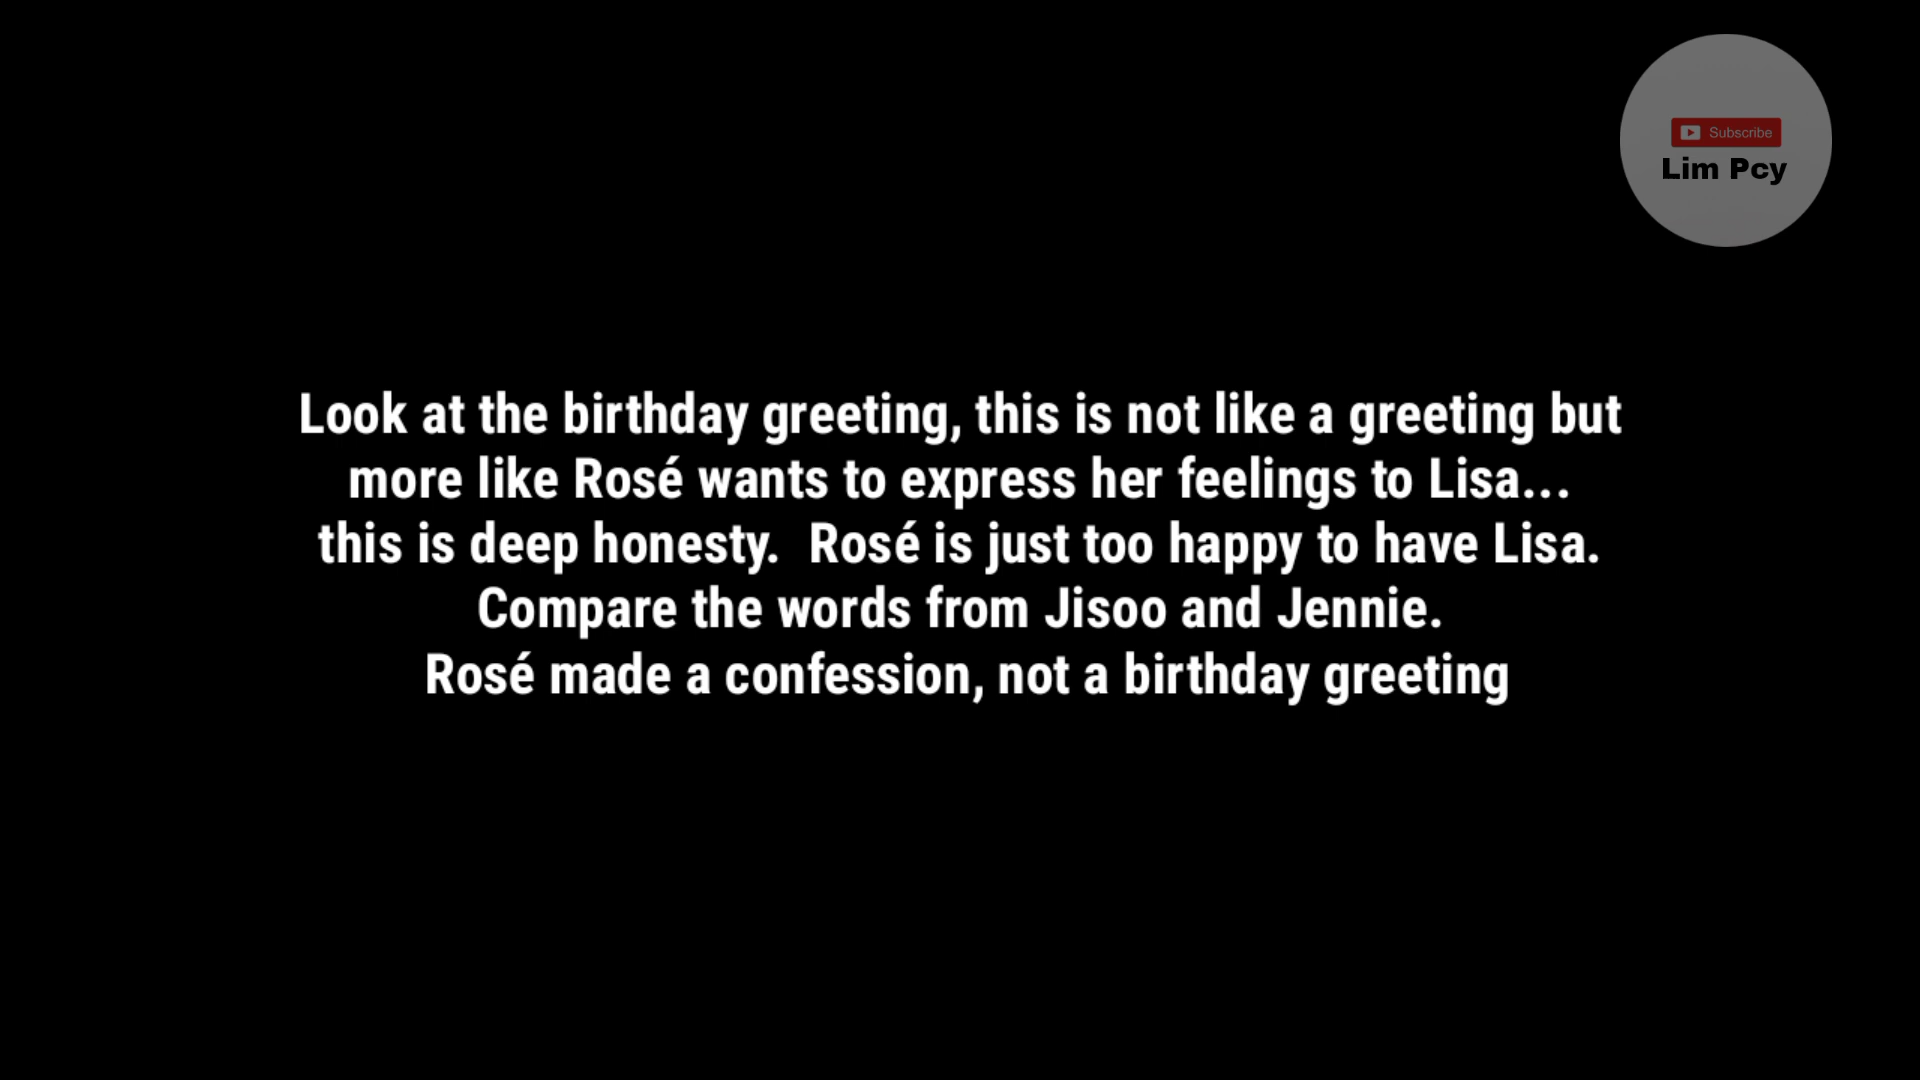 Subscribe
Lim Pcy
Look at the birthday greeting, this is not like a greeting but
more like Rosé wants to express her feelings to Lisa...
this is deep honesty.  Rosé is just too happy to have Lisa.
Compare the words from Jisoo and Jennie.
Rosé made a confession, not a birthday greeting